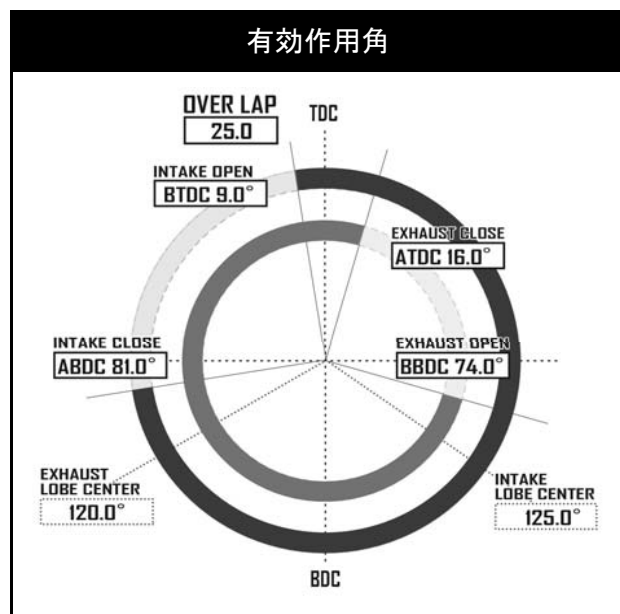 有効作用角
OVER LAP
25.0
TDC
INTAKE OPEN
BTDC 9.0°
EXHAUST CLOSE
ATDC 16.0°
INTAKE CLOSE
ABDC 81.0°
EXHAUST OPEN
BBDC 74.0°
EXHAUST
LOBE CENTER
120.0°
INTAKE
LOBE CENTER
125.0°
BDC